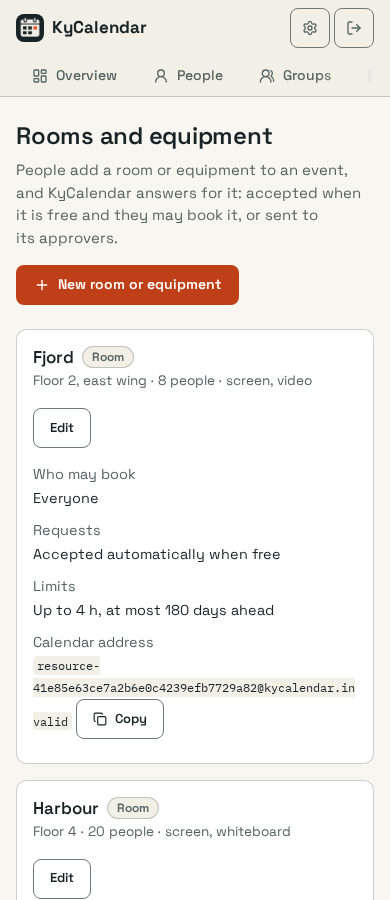 KyCalendar
Overview People Groups
Rooms and equipment
People add a room or equipment to an event,
and KyCalendar answers for it: accepted when
it is free and they may book it, or sent to
its approvers.
New room or equipment
Fjord Room
Floor 2, east wing · 8 people · screen, video
Edit
Who may book
Everyone
Requests
Accepted automatically when free
Limits
Up to 4 h, at most 180 days ahead
Calendar address
resource-
41e85e63ce7a2b6e0c4239efb7729a82@kycalendar.in
valid Copy
Harbour Room
Floor 4 · 20 people · screen, whiteboard
Edit